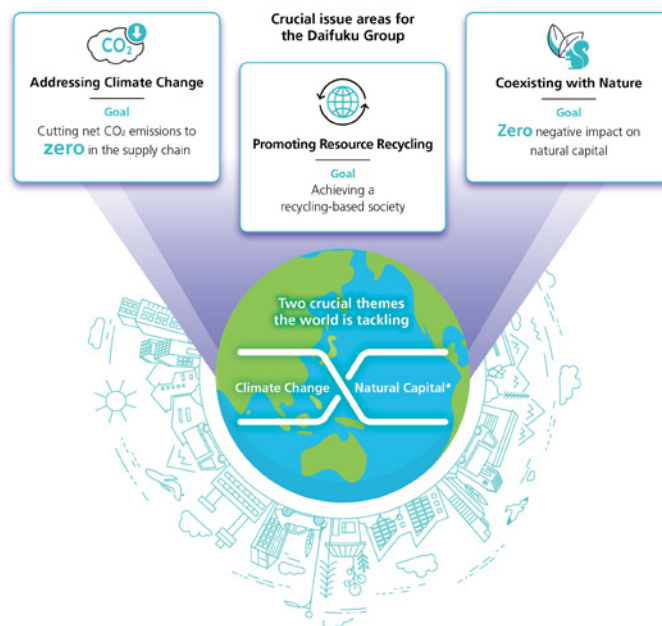 Crucial issue areas for
the Daifuku Group
CO₂
Addressing Climate Change
Goal
Cutting net CO₂ emissions to
zero in the supply chain
Promoting Resource Recycling
Goal
Achieving a
recycling-based society
Coexisting with Nature
Goal
Zero negative impact on
natural capital
Two crucial themes
the world is tackling
Climate Change
Natural Capital*